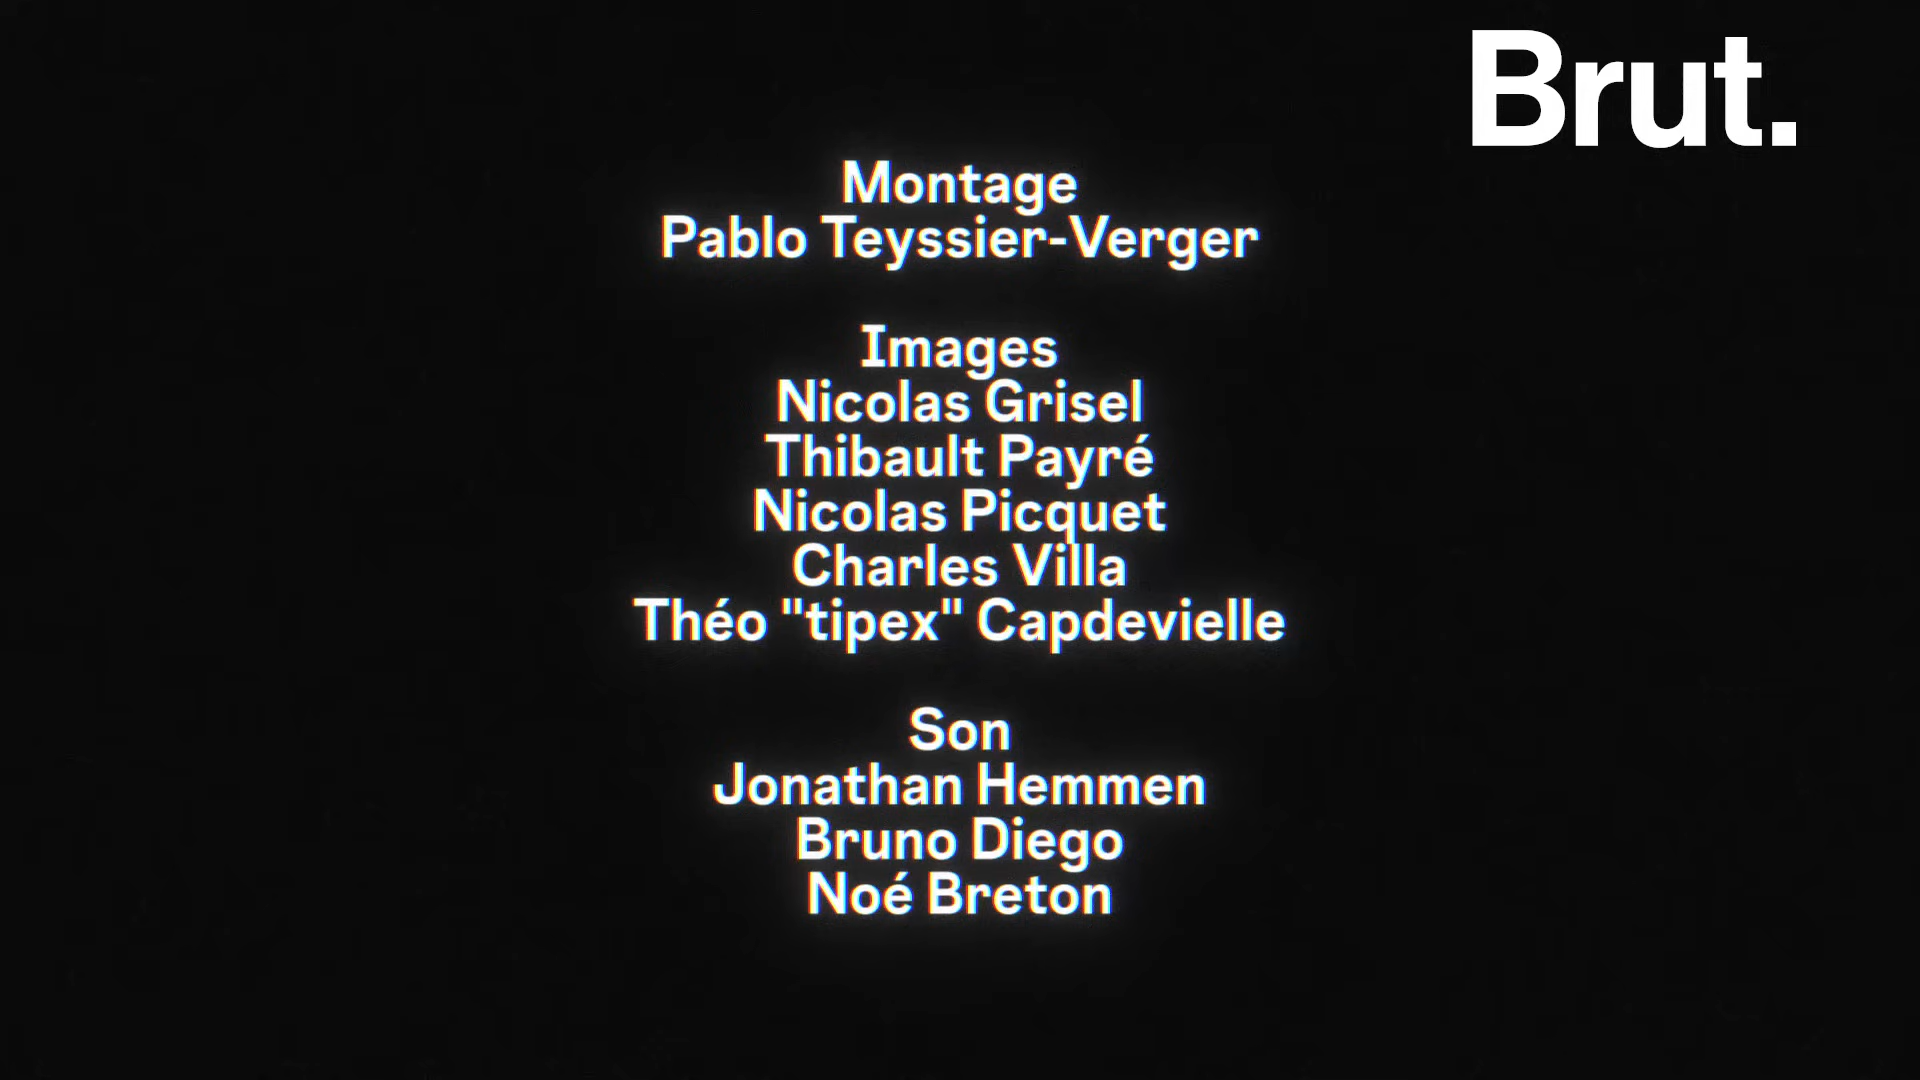 Brut.
Montage
Pablo Teyssier-Verger
Images
Nicolas Grisel
Thibault Payré
Nicolas Picquet
Charles Villa
Théo "tipex" Capdevielle
Son
Jonathan Hemmen
Bruno Diego
Noé Breton